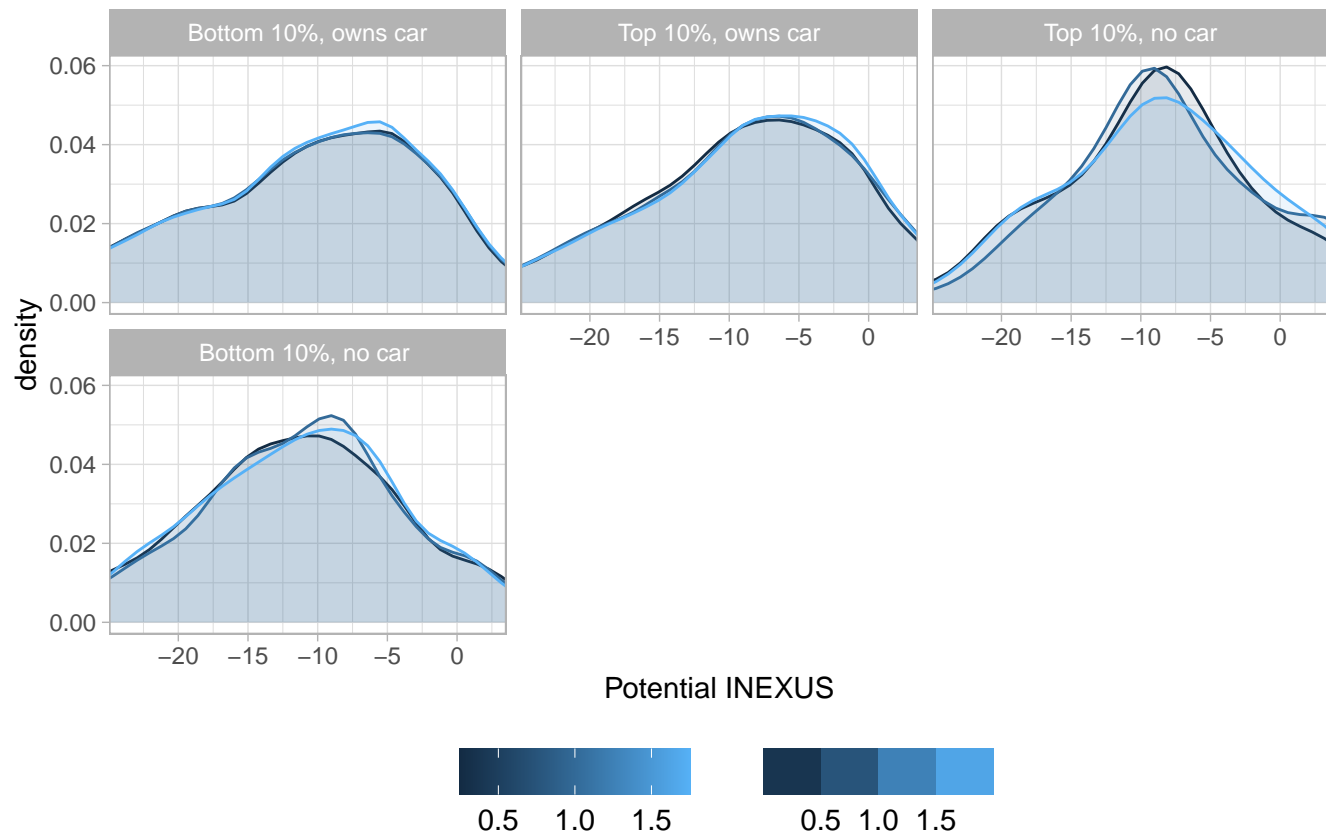 Bottom 10%, owns car
Top 10%, owns car
Top 10%, no car
0.06
0.04
0.02
0.00
−20 −15 −10 −5 0
−20 −15 −10 −5 0
Bottom 10%, no car
density
0.06
0.04
0.02
0.00
−20 −15 −10 −5 0
Potential INEXUS
0.5 1.0 1.5
0.5 1.0 1.5